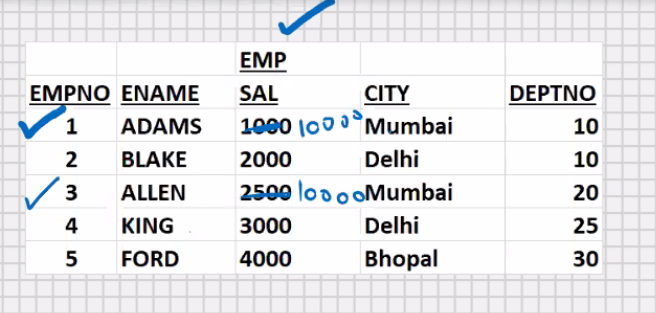 EMP
EMPNO ENAME SAL CITY DEPTNO
1 ADAMS 1000 10000 Mumbai 10
2 BLAKE 2000 Delhi 10
3 ALLEN 2500 10000 Mumbai 20
4 KING 3000 Delhi 25
5 FORD 4000 Bhopal 30